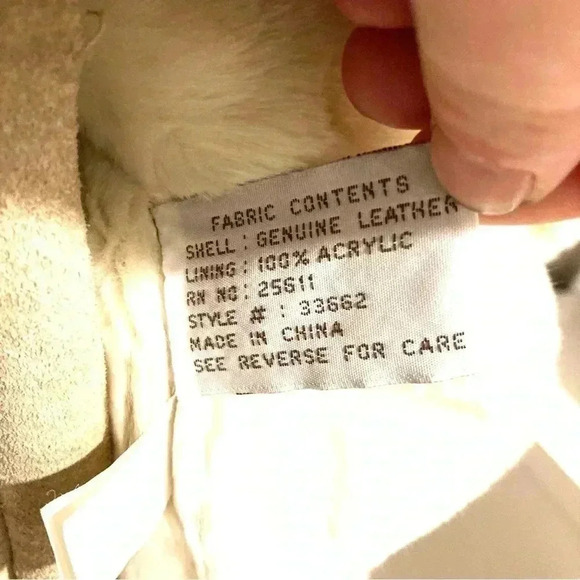 FABRIC CONTENTS
SHELL : GENUINE LEATHER
LINING : 100% ACRYLIC
RN NO : 25611
STYLE # : 33662
MADE IN CHINA
SEE REVERSE FOR CARE